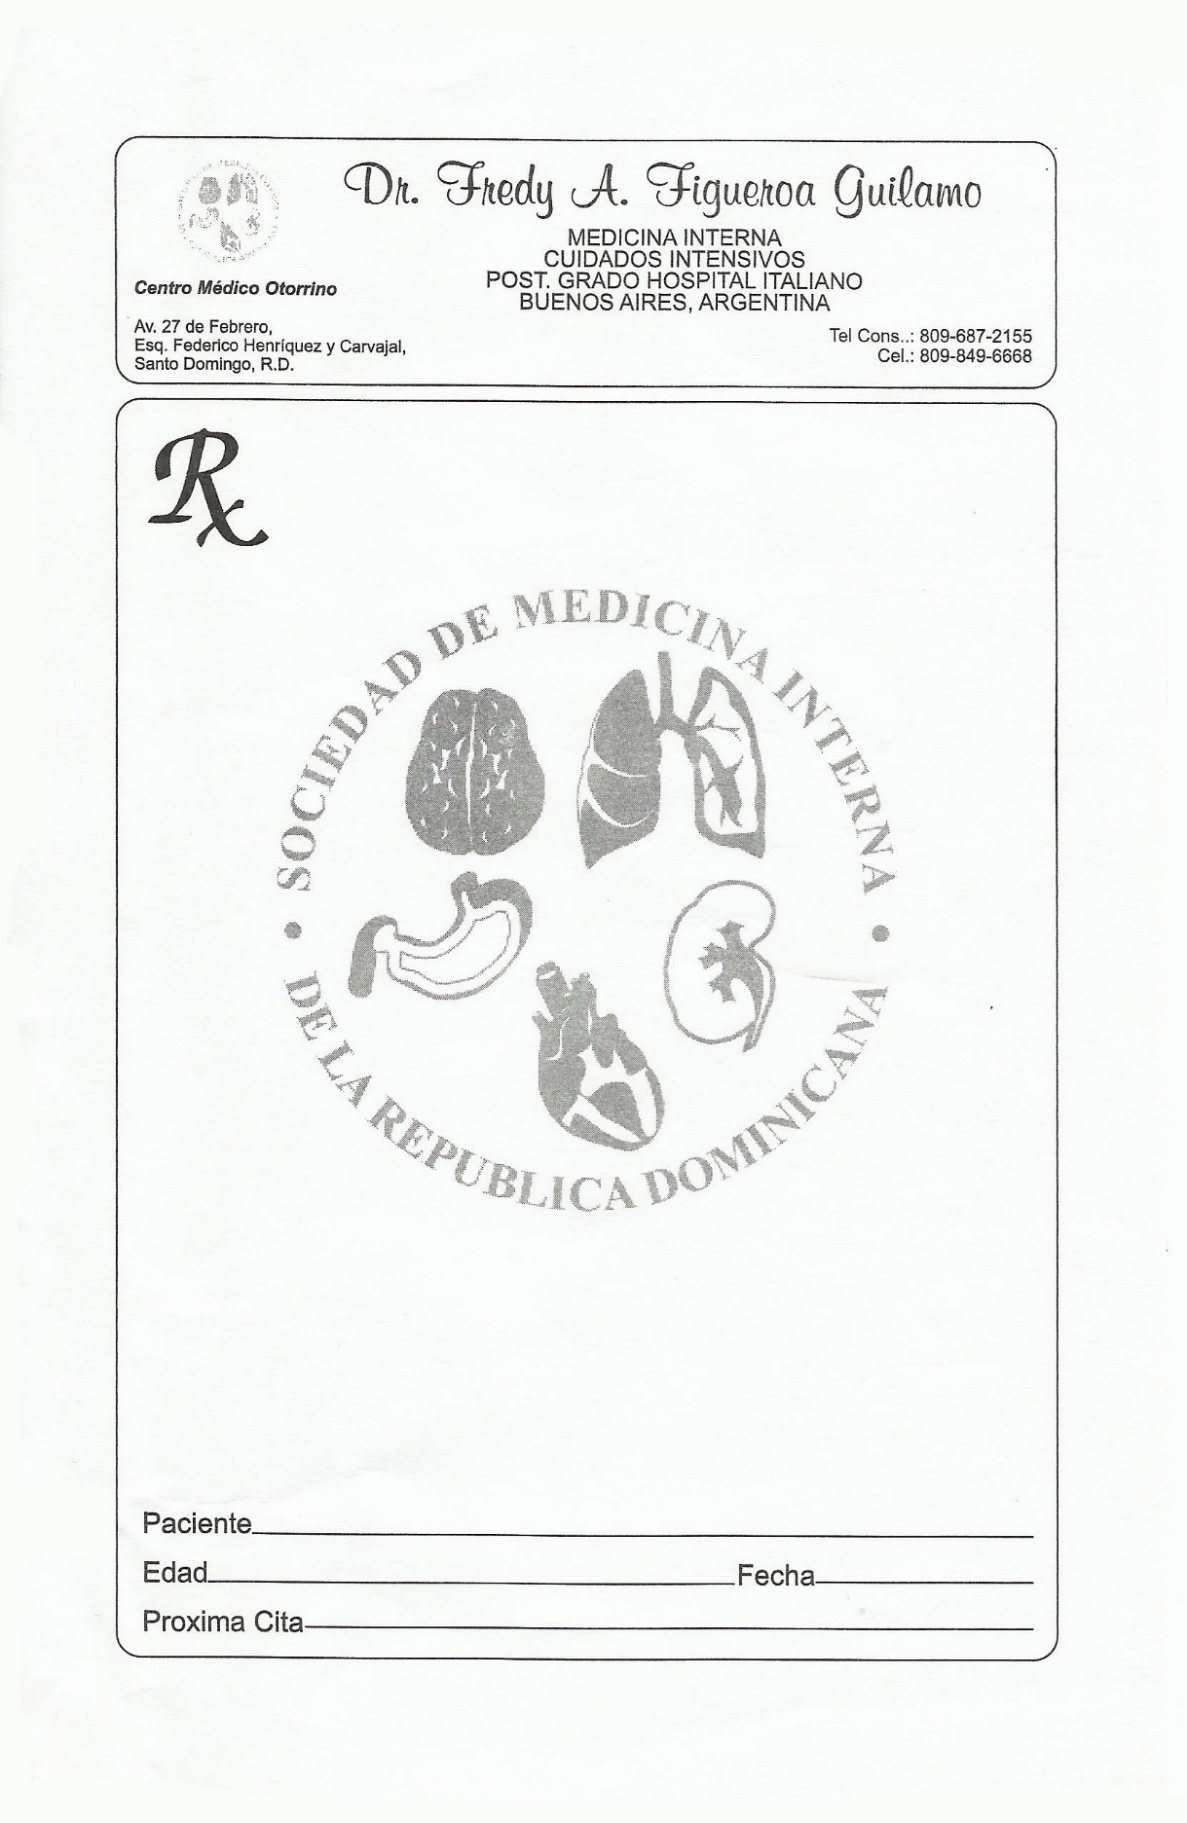 Dr. Fredy A. Figueroa Guilamo
MEDICINA INTERNA
CUIDADOS INTENSIVOS
POST. GRADO HOSPITAL ITALIANO
BUENOS AIRES, ARGENTINA
Centro Médico Otorrino
Av. 27 de Febrero,
Esq. Federico Henríquez y Carvajal,
Santo Domingo, R.D.
Tel Cons..: 809-687-2155
Cel.: 809-849-6668
Rx
• SOCIEDAD DE MEDICINA INTERNA •
DE LA REPUBLICA DOMINICANA
Paciente
Edad Fecha
Proxima Cita